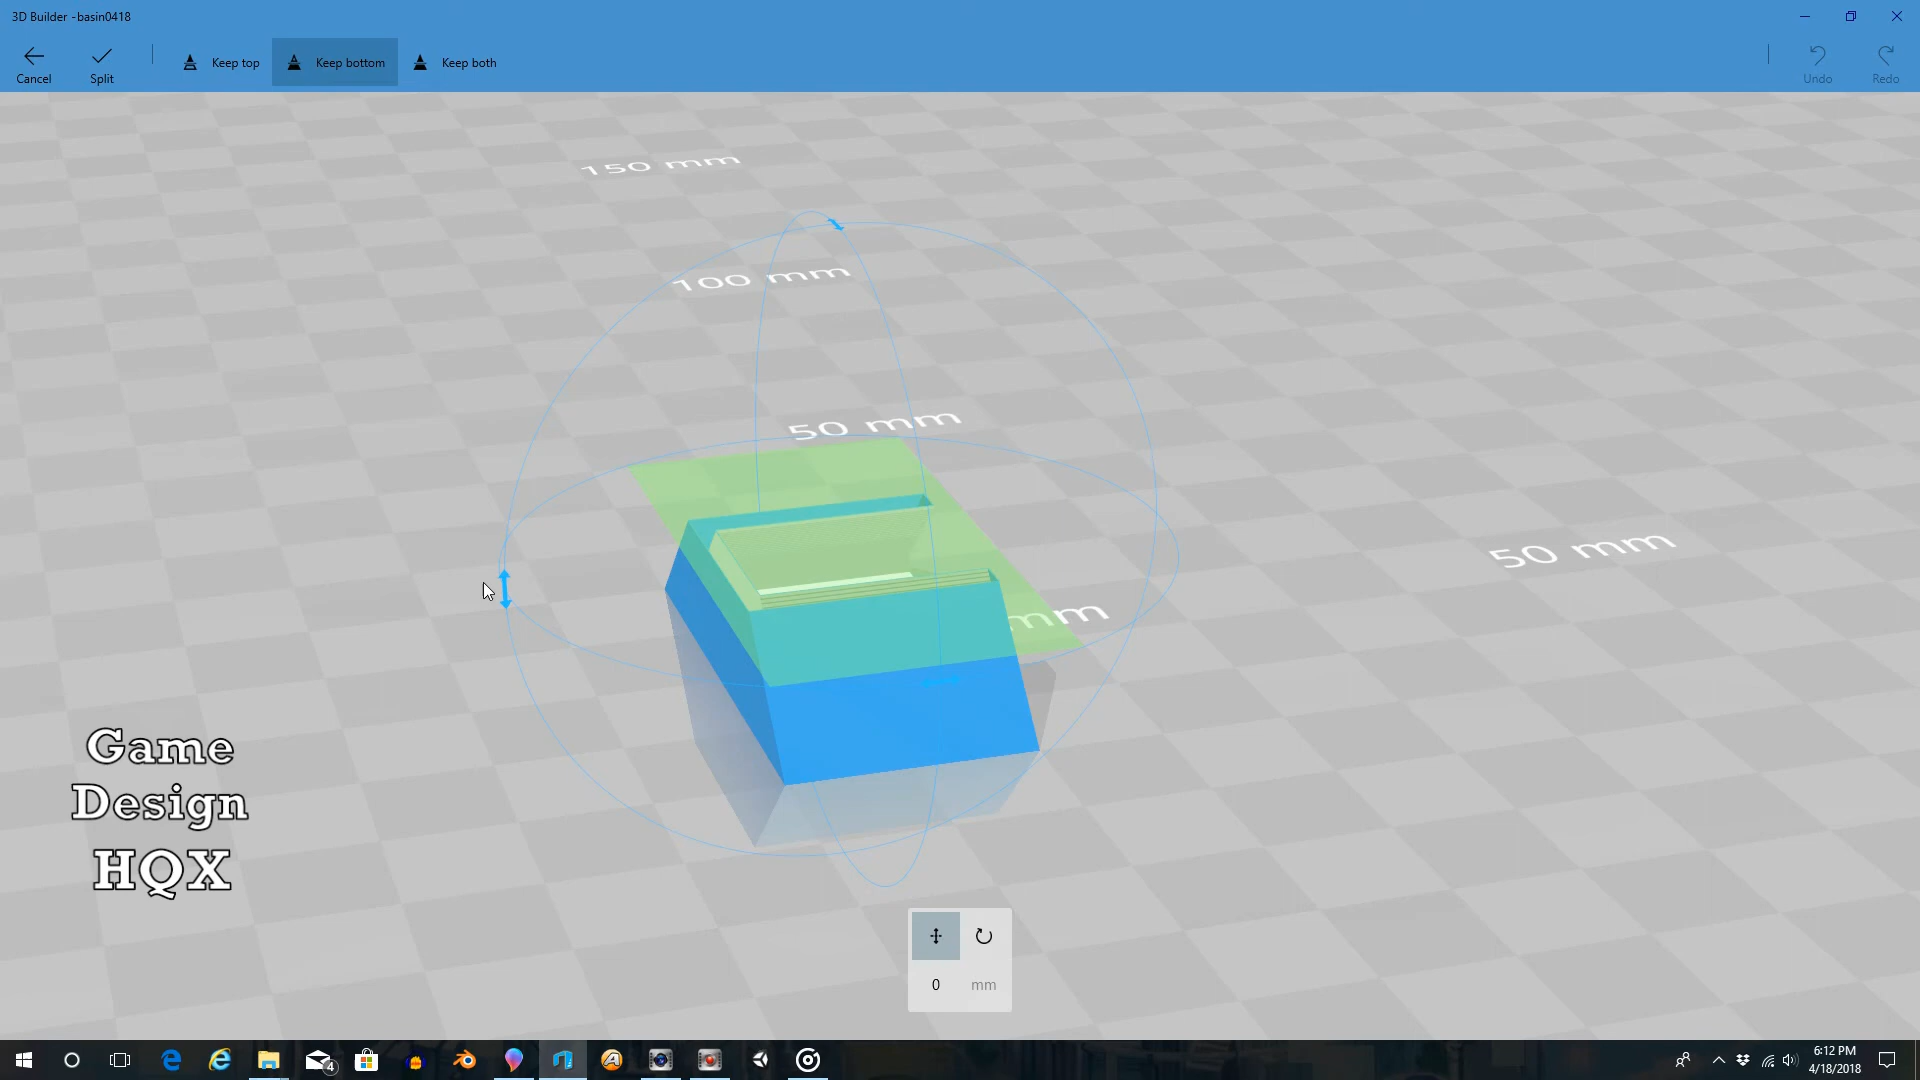 3D Builder -basin0418
Cancel
Split
Keep top
Keep bottom
Keep both
Undo
Redo
150 mm
100 mm
50 mm
50 mm
mm
Game
Design
HQX
0 mm
4
6:12 PM
4/18/2018